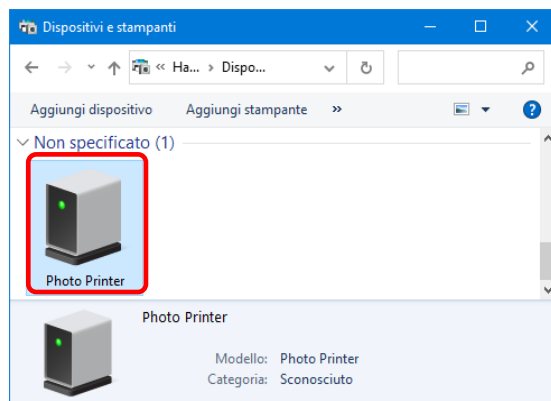 Dispositivi e stampanti
« Ha... › Dispo...
Aggiungi dispositivo Aggiungi stampante »
Non specificato (1)
Photo Printer
Photo Printer
Modello: Photo Printer
Categoria: Sconosciuto